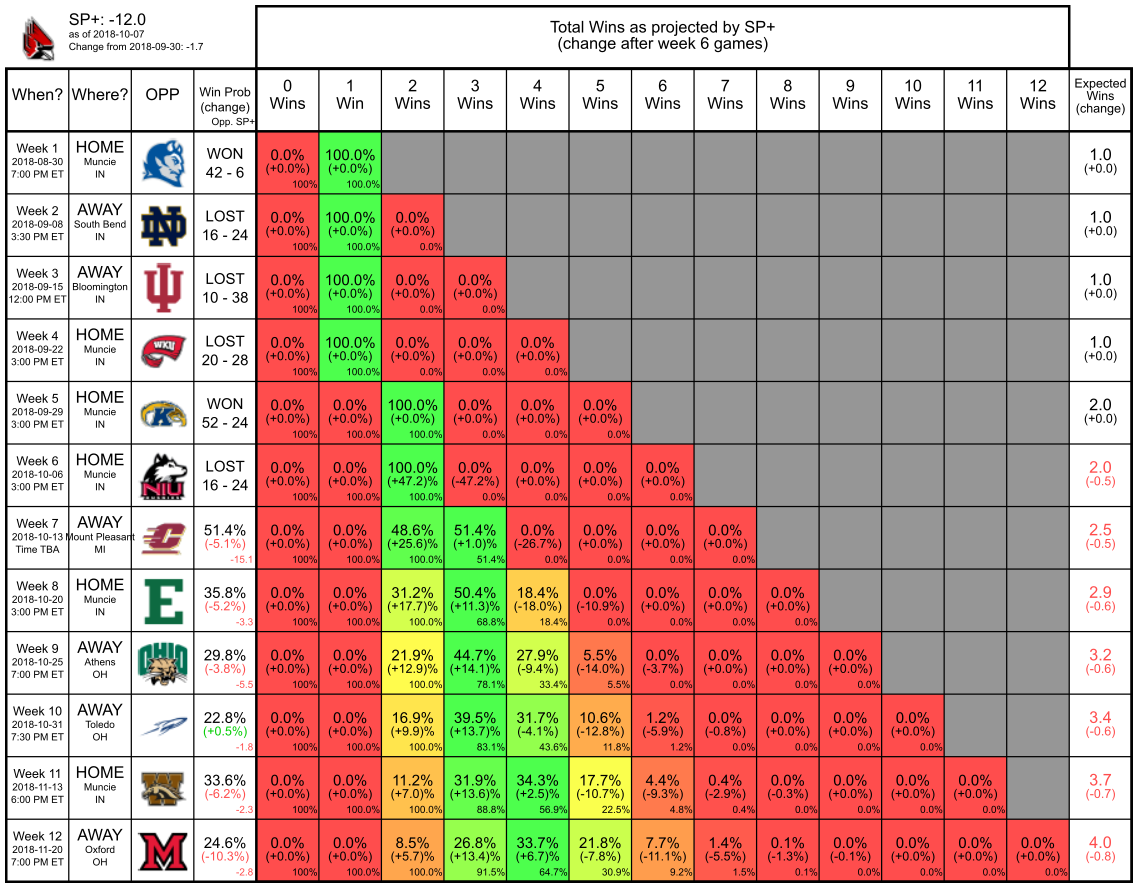 SP+: -12.0
as of 2018-10-07
Change from 2018-09-30: -1.7
Total Wins as projected by SP+
(change after week 6 games)
When? Where? OPP Win Prob (change) Opp. SP+ 0 Wins 1 Win 2 Wins 3 Wins 4 Wins 5 Wins 6 Wins 7 Wins 8 Wins 9 Wins 10 Wins 11 Wins 12 Wins Expected Wins (change)
Week 1 HOME WON 0.0% 100.0% 1.0
2018-08-30 Muncie 42 - 6 (+0.0%) (+0.0%) (+0.0)
7:00 PM ET IN 100% 100.0%
Week 2 AWAY LOST 0.0% 100.0% 0.0% 1.0
2018-09-08 South Bend ND 16 - 24 (+0.0%) (+0.0%) (+0.0%) (+0.0)
3:30 PM ET IN 100% 100.0% 0.0%
Week 3 AWAY LOST 0.0% 100.0% 0.0% 0.0% 1.0
2018-09-15 Bloomington IU 10 - 38 (+0.0%) (+0.0%) (+0.0%) (+0.0%) (+0.0)
12:00 PM ET IN 100% 100.0% 0.0% 0.0%
Week 4 HOME LOST 0.0% 100.0% 0.0% 0.0% 0.0% 1.0
2018-09-22 Muncie WKU 20 - 28 (+0.0%) (+0.0%) (+0.0%) (+0.0%) (+0.0%) (+0.0)
3:00 PM ET IN 100% 100.0% 0.0% 0.0% 0.0%
Week 5 HOME WON 0.0% 0.0% 100.0% 0.0% 0.0% 0.0% 2.0
2018-09-29 Muncie K 52 - 24 (+0.0%) (+0.0%) (+0.0%) (+0.0%) (+0.0%) (+0.0%) (+0.0)
3:00 PM ET IN 100% 100.0% 100.0% 0.0% 0.0% 0.0%
Week 6 HOME LOST 0.0% 0.0% 100.0% 0.0% 0.0% 0.0% 0.0% 2.0
2018-10-06 Muncie NIU HUSKIES 16 - 24 (+0.0%) (+0.0%) (+47.2%) (-47.2%) (+0.0%) (+0.0%) (+0.0%) (-0.5)
3:00 PM ET IN 100% 100.0% 100.0% 0.0% 0.0% 0.0% 0.0%
Week 7 AWAY 51.4% 0.0% 0.0% 48.6% 51.4% 0.0% 0.0% 0.0% 0.0% 2.5
2018-10-13 Mount Pleasant C (-5.1%) (+0.0%) (+0.0%) (+25.6)% (+1.0)% (-26.7%) (+0.0%) (+0.0%) (+0.0%) (-0.5)
Time TBA MI -15.1 100% 100.0% 100.0% 51.4% 0.0% 0.0% 0.0% 0.0%
Week 8 HOME 35.8% 0.0% 0.0% 31.2% 50.4% 18.4% 0.0% 0.0% 0.0% 0.0% 2.9
2018-10-20 Muncie E (-5.2%) (+0.0%) (+0.0%) (+17.7)% (+11.3)% (-18.0%) (-10.9%) (+0.0%) (+0.0%) (+0.0%) (-0.6)
3:00 PM ET IN -3.3 100% 100.0% 100.0% 68.8% 18.4% 0.0% 0.0% 0.0% 0.0%
Week 9 AWAY 29.8% 0.0% 0.0% 21.9% 44.7% 27.9% 5.5% 0.0% 0.0% 0.0% 0.0% 3.2
2018-10-25 Athens OHIO (-3.8%) (+0.0%) (+0.0%) (+12.9)% (+14.1)% (-9.4%) (-14.0%) (-3.7%) (+0.0%) (+0.0%) (+0.0%) (-0.6)
7:00 PM ET OH -5.5 100% 100.0% 100.0% 78.1% 33.4% 5.5% 0.0% 0.0% 0.0% 0.0%
Week 10 AWAY 22.8% 0.0% 0.0% 16.9% 39.5% 31.7% 10.6% 1.2% 0.0% 0.0% 0.0% 0.0% 3.4
2018-10-31 Toledo (+0.5%) (+0.0%) (+0.0%) (+9.9)% (+13.7)% (-4.1%) (-12.8%) (-5.9%) (-0.8%) (+0.0%) (+0.0%) (+0.0%) (-0.6)
7:30 PM ET OH -1.8 100% 100.0% 100.0% 83.1% 43.6% 11.8% 1.2% 0.0% 0.0% 0.0% 0.0%
Week 11 HOME 33.6% 0.0% 0.0% 11.2% 31.9% 34.3% 17.7% 4.4% 0.4% 0.0% 0.0% 0.0% 0.0% 3.7
2018-11-13 Muncie W (-6.2%) (+0.0%) (+0.0%) (+7.0)% (+13.6)% (+2.5)% (-10.7%) (-9.3%) (-2.9%) (-0.3%) (+0.0%) (+0.0%) (+0.0%) (-0.7)
6:00 PM ET IN -2.3 100% 100.0% 100.0% 88.8% 56.9% 22.5% 4.8% 0.4% 0.0% 0.0% 0.0% 0.0%
Week 12 AWAY 24.6% 0.0% 0.0% 8.5% 26.8% 33.7% 21.8% 7.7% 1.4% 0.1% 0.0% 0.0% 0.0% 0.0% 4.0
2018-11-20 Oxford M (-10.3%) (+0.0%) (+0.0%) (+5.7)% (+13.4)% (+6.7)% (-7.8%) (-11.1%) (-5.5%) (-1.3%) (-0.1%) (+0.0%) (+0.0%) (+0.0%) (-0.8)
7:00 PM ET OH -2.8 100% 100.0% 100.0% 91.5% 64.7% 30.9% 9.2% 1.5% 0.1% 0.0% 0.0% 0.0% 0.0%